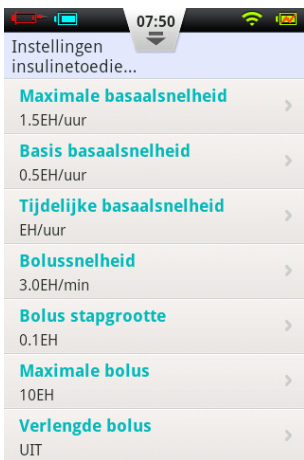 07:50
Instellingen
insulinetoedie...
Maximale basaalsnelheid
1.5EH/uur
Basis basaalsnelheid
0.5EH/uur
Tijdelijke basaalsnelheid
EH/uur
Bolussnelheid
3.0EH/min
Bolus stapgrootte
0.1EH
Maximale bolus
10EH
Verlengde bolus
UIT